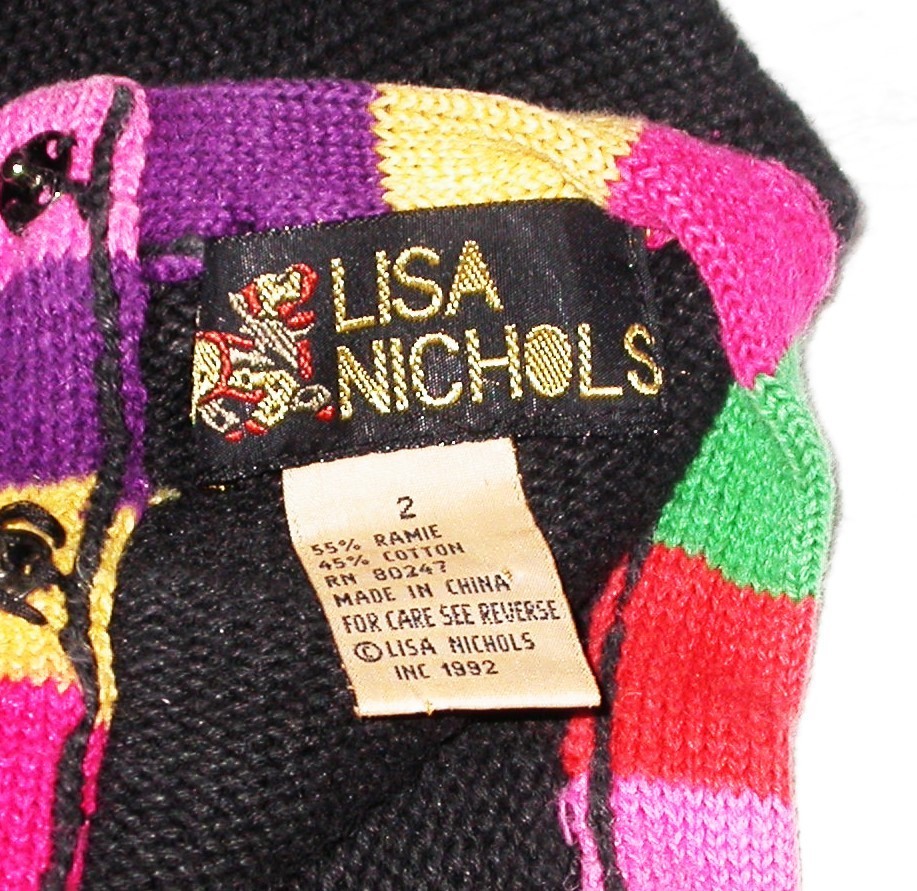 LISA
NICHOLS
2
55% RAMIE
45% COTTON
RN 80247
MADE IN CHINA
FOR CARE SEE REVERSE
©LISA NICHOLS
INC 1992